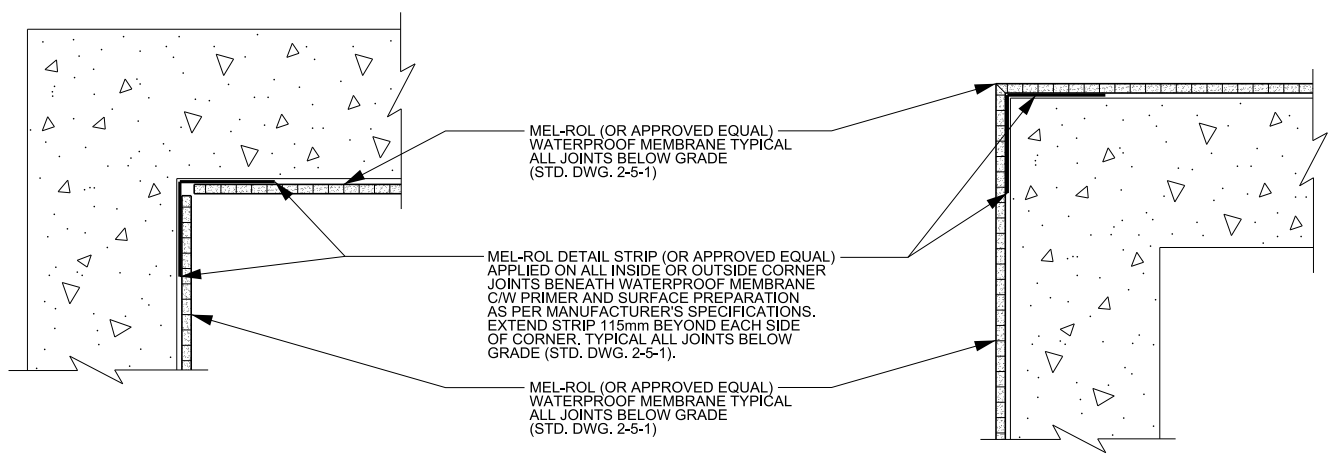 MEL-ROL (OR APPROVED EQUAL)
WATERPROOF MEMBRANE TYPICAL
ALL JOINTS BELOW GRADE
(STD. DWG. 2-5-1)
MEL-ROL DETAIL STRIP (OR APPROVED EQUAL)
APPLIED ON ALL INSIDE OR OUTSIDE CORNER
JOINTS BENEATH WATERPROOF MEMBRANE
C/W PRIMER AND SURFACE PREPARATION
AS PER MANUFACTURER'S SPECIFICATIONS.
EXTEND STRIP 115mm BEYOND EACH SIDE
OF CORNER. TYPICAL ALL JOINTS BELOW
GRADE (STD. DWG. 2-5-1).
MEL-ROL (OR APPROVED EQUAL)
WATERPROOF MEMBRANE TYPICAL
ALL JOINTS BELOW GRADE
(STD. DWG. 2-5-1)